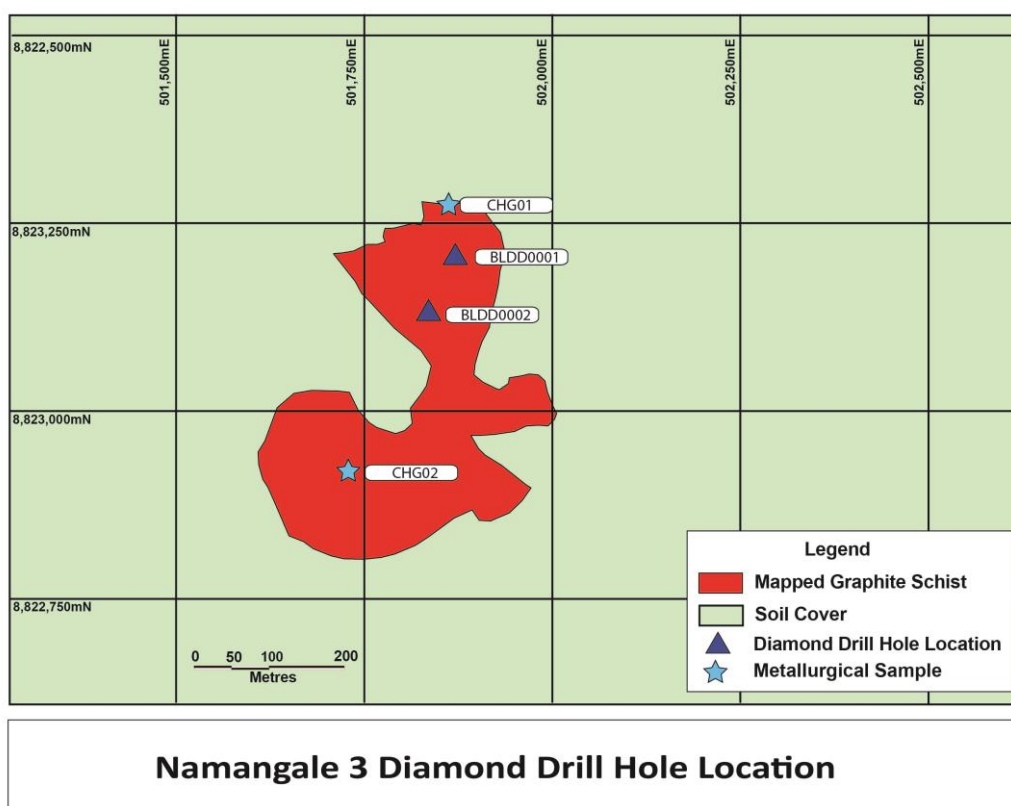 8,822,500mN
501,500mE
501,750mE
502,000mE
502,250mE
502,500mE
CHG01
8,823,250mN
BLDD0001
BLDD0002
8,823,000mN
CHG02
Legend
Mapped Graphite Schist
8,822,750mN
Soil Cover
Diamond Drill Hole Location
0 50 100 200
Metres
Metallurgical Sample
Namangale 3 Diamond Drill Hole Location